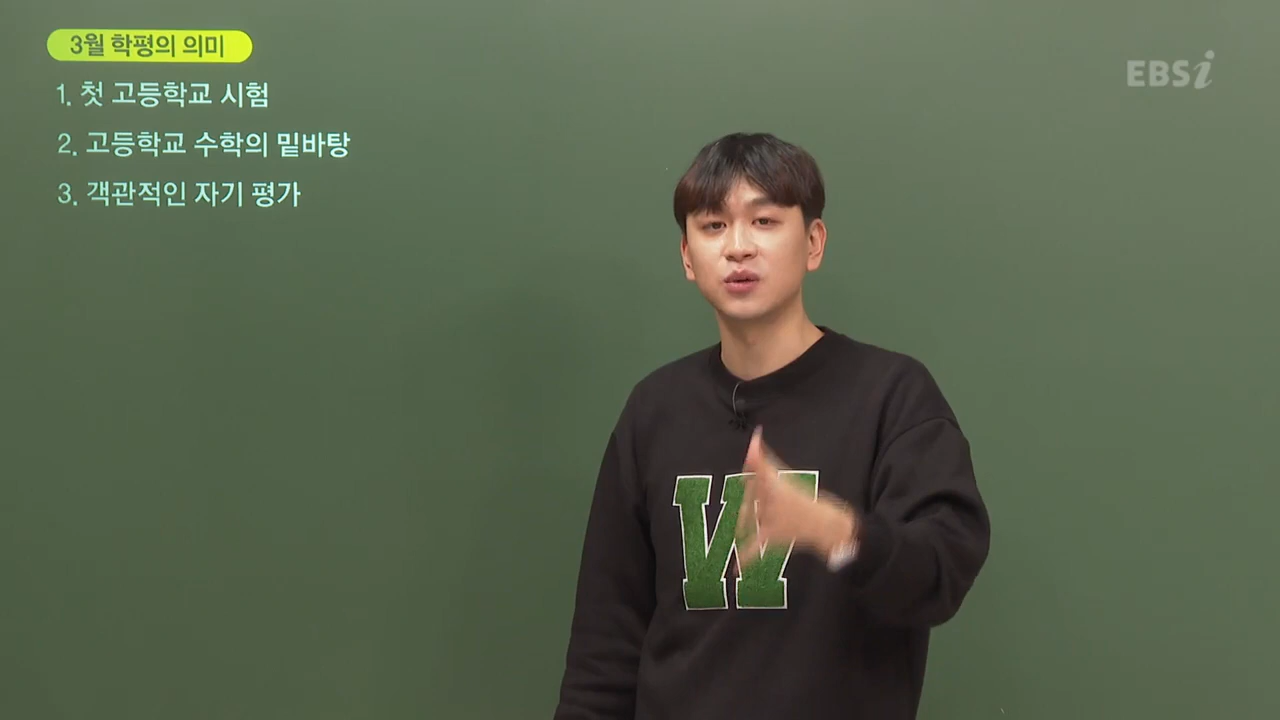 3월 학평의 의미
EBSi
1. 첫 고등학교 시험
2. 고등학교 수학의 밑바탕
3. 객관적인 자기 평가
W